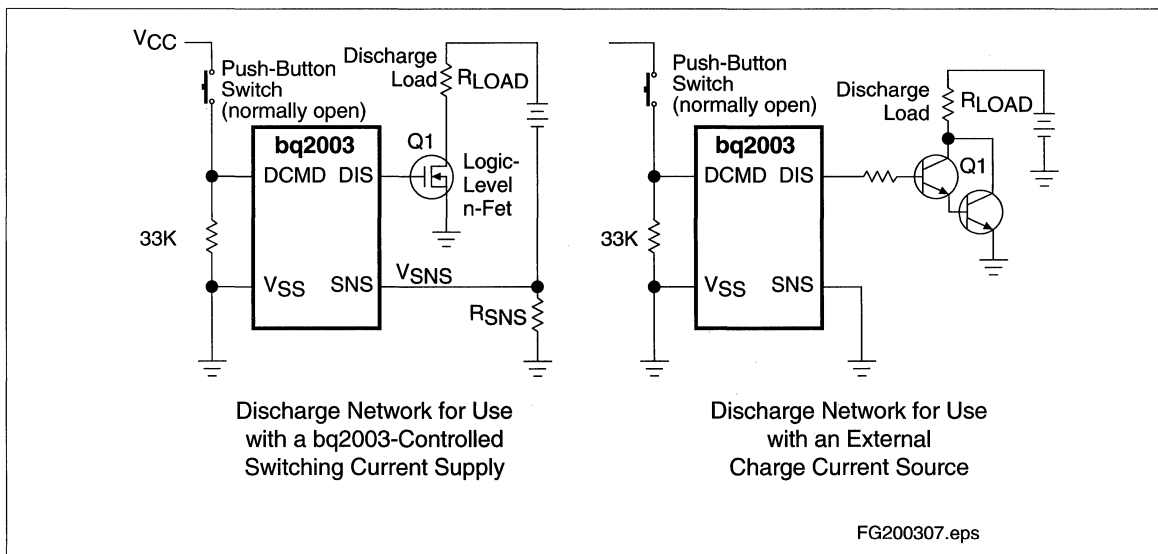 VCC
Push-Button
Switch
(normally open)
Discharge
Load
RLOAD
bq2003
Q1
DCMD DIS
Logic-
Level
n-Fet
33K
VSS SNS
VSNS
RSNS
Discharge Network for Use
with a bq2003-Controlled
Switching Current Supply
Push-Button
Switch
(normally open)
Discharge
Load
RLOAD
bq2003
Q1
DCMD DIS
33K
VSS SNS
Discharge Network for Use
with an External
Charge Current Source
FG200307.eps